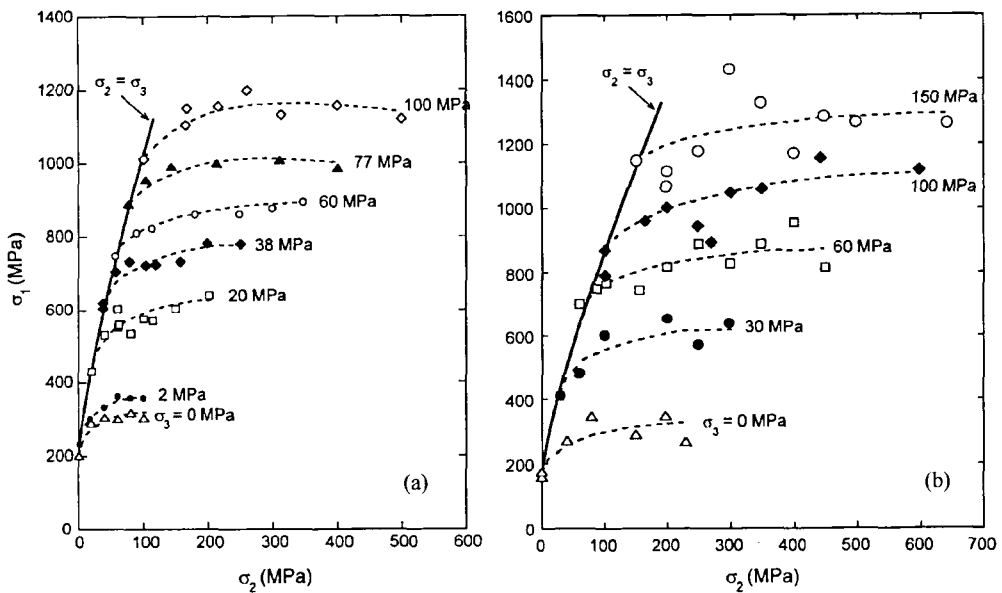 1400
1200
1000
800
600
400
200
0
σ₁ (MPa)
σ₂ = σ₃
100 MPa
77 MPa
60 MPa
38 MPa
20 MPa
2 MPa
σ₃ = 0 MPa
(a)
0 100 200 300 400 500 600
σ₂ (MPa)
1600
1400
1200
1000
800
600
400
200
0
σ₂ = σ₃
150 MPa
100 MPa
60 MPa
30 MPa
σ₃ = 0 MPa
(b)
0 100 200 300 400 500 600 700
σ₂ (MPa)